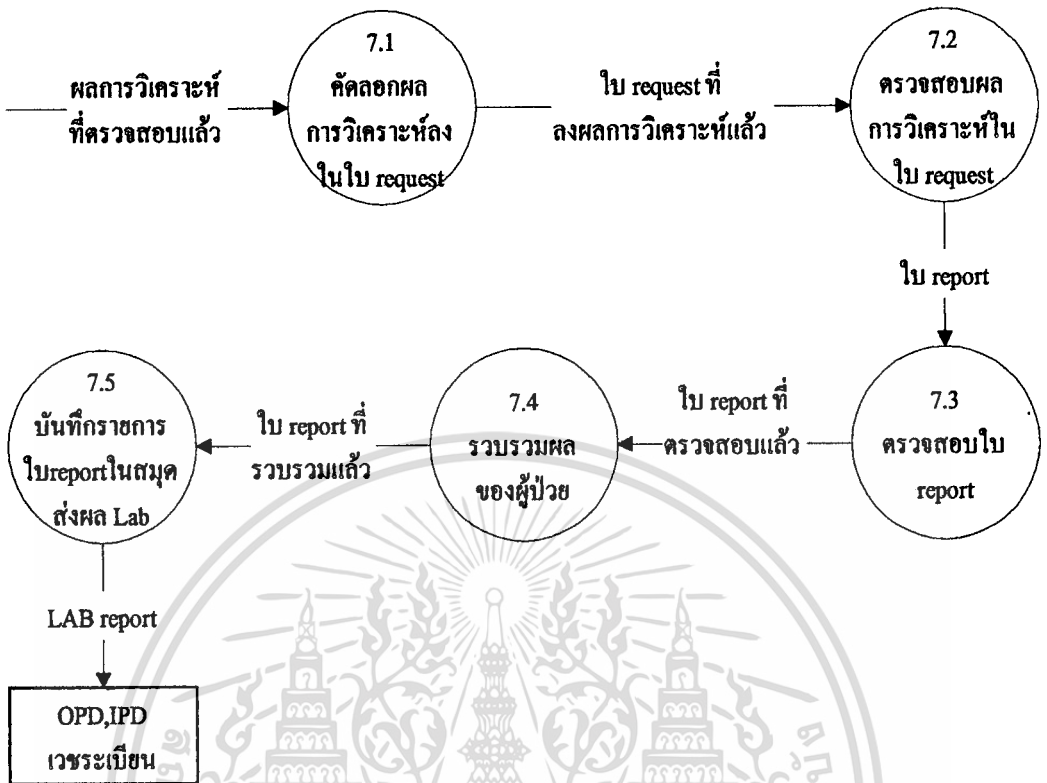 ผลการวิเคราะห์
ที่ตรวจสอบแล้ว
7.1
คัดลอกผล
การวิเคราะห์ลง
ในใบ request
ใบ request ที่
ลงผลการวิเคราะห์แล้ว
7.2
ตรวจสอบผล
การวิเคราะห์ใน
ใบ request
ใบ report
7.3
ตรวจสอบใบ
report
ใบ report ที่
ตรวจสอบแล้ว
7.4
รวบรวมผล
ของผู้ป่วย
ใบ report ที่
รวบรวมแล้ว
7.5
บันทึกรายการ
ใบreportในสมุด
ส่งผล Lab
LAB report
OPD,IPD
เวชระเบียน